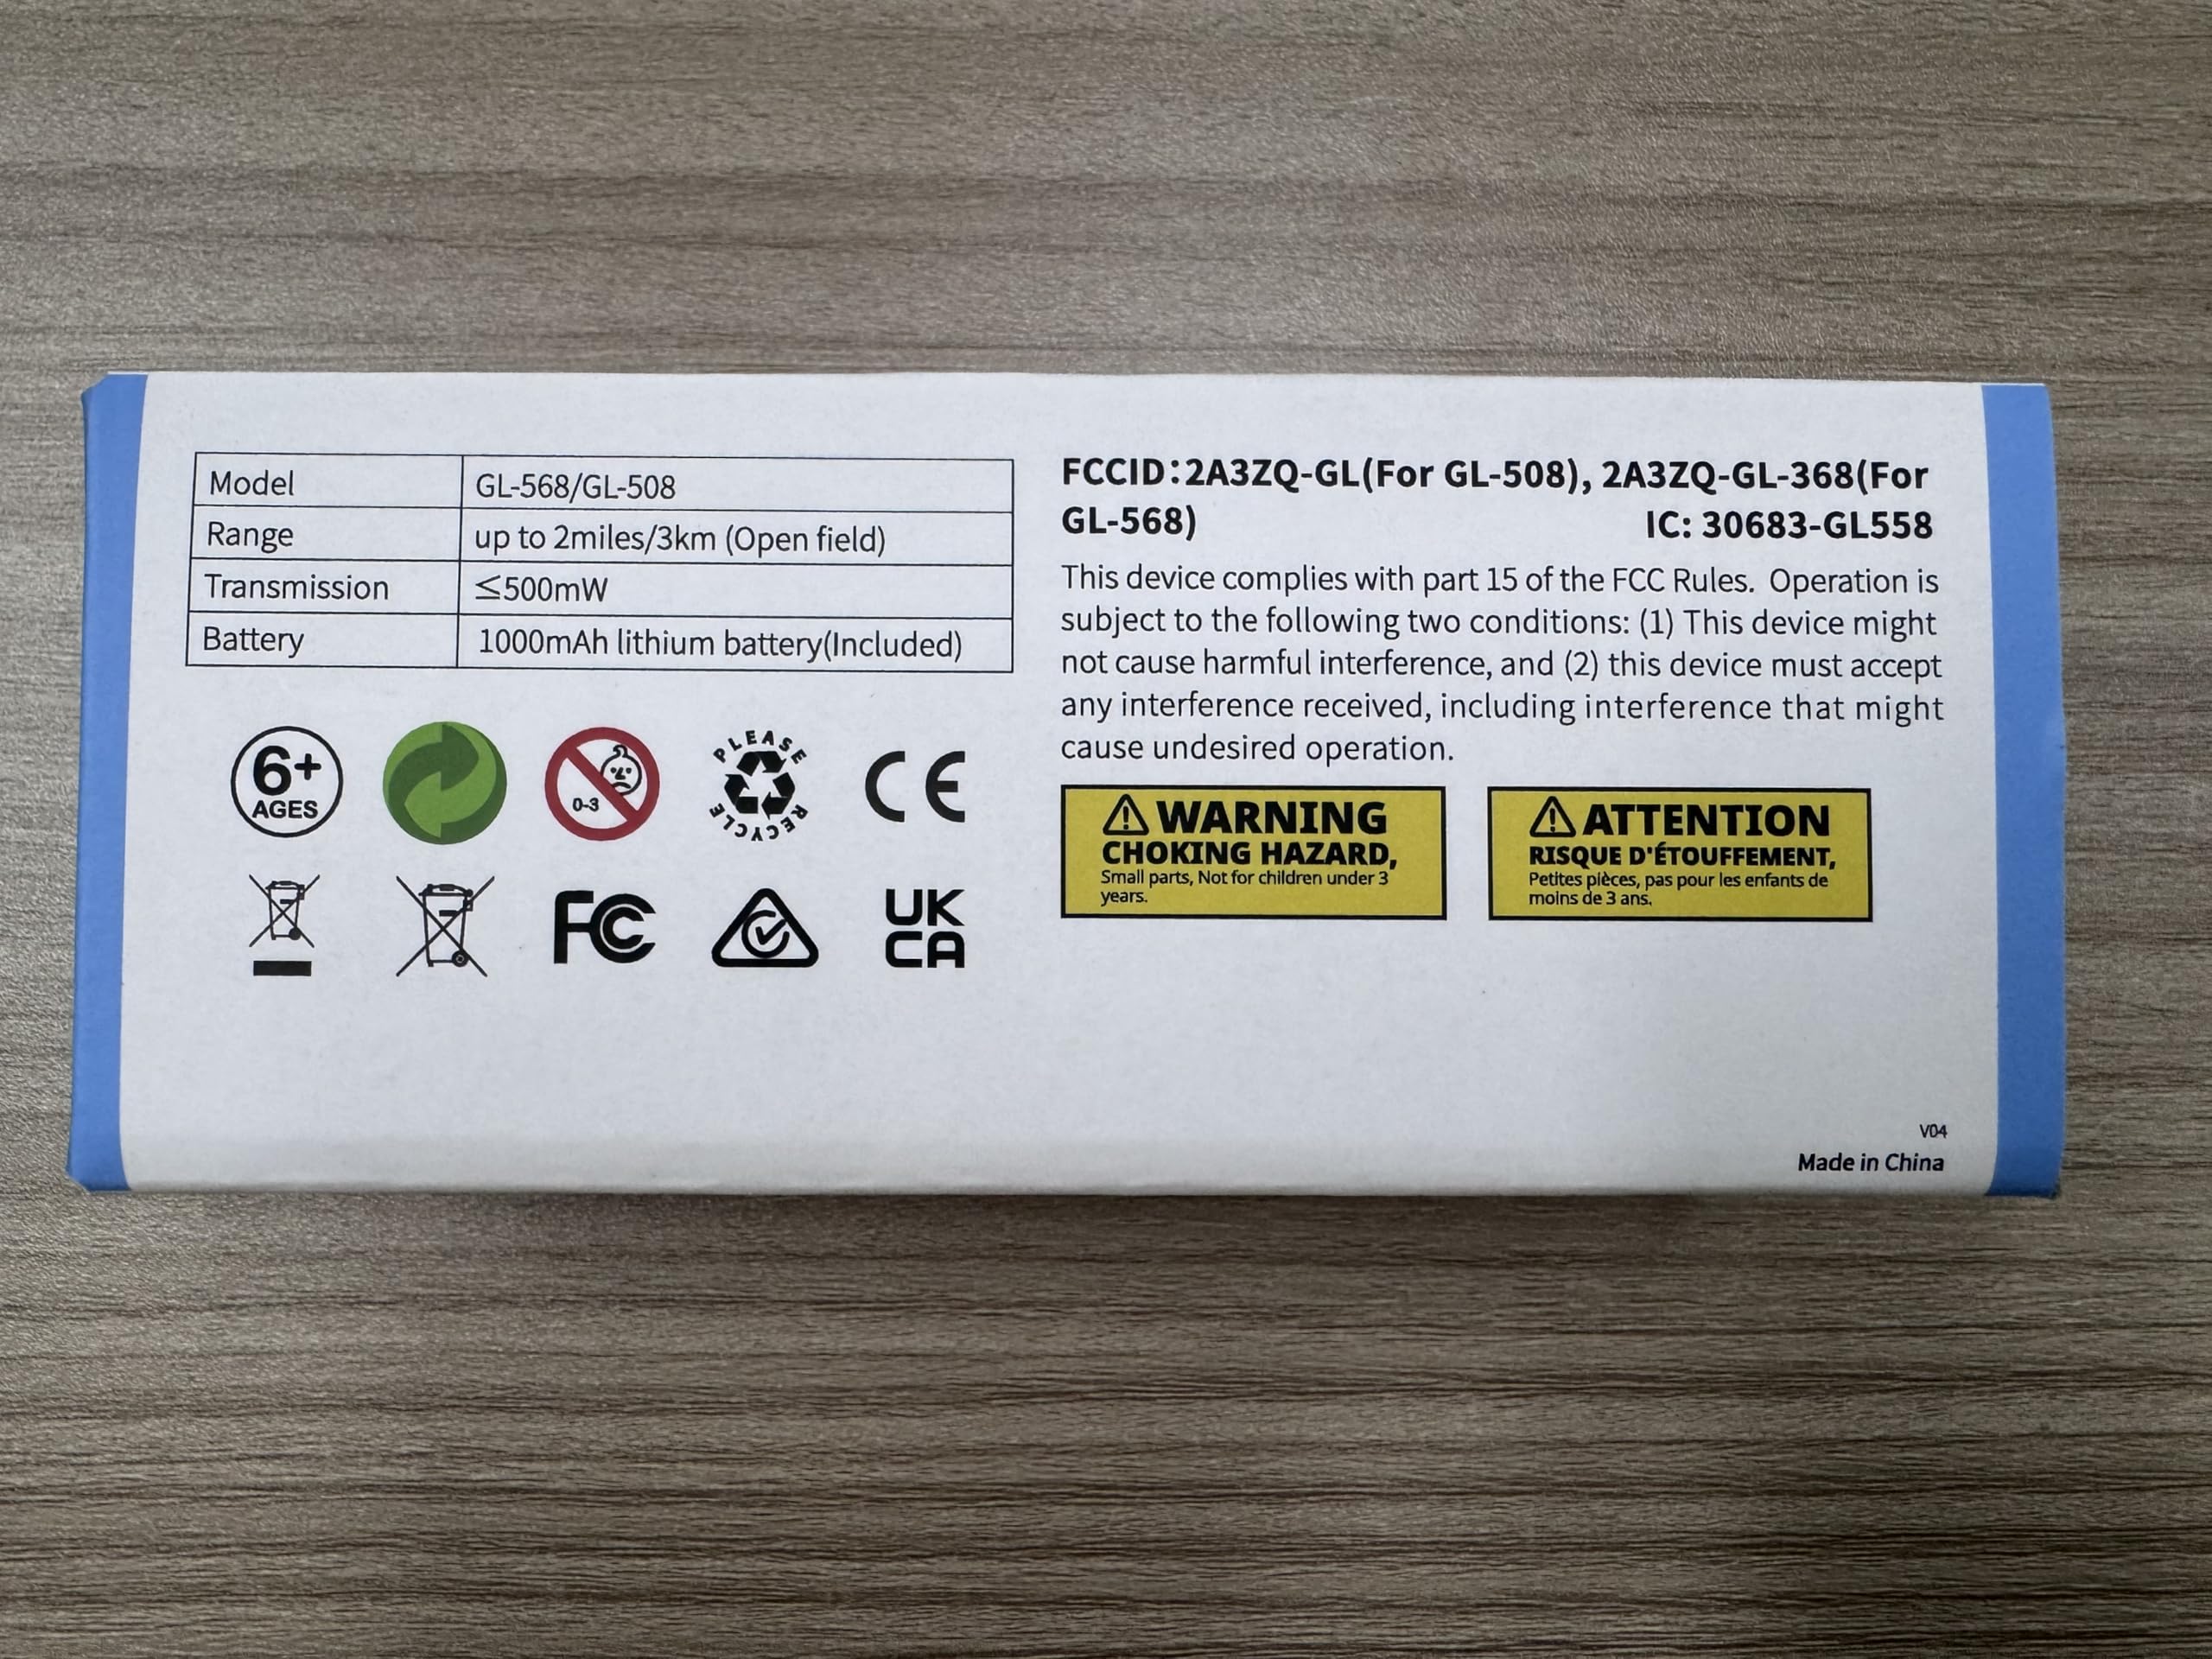 Model GL-568/GL-508
Range up to 2miles/3km (Open field)
Transmission ≤500mW
Battery 1000mAh lithium battery(Included)
6+
AGES
0-3
PLEASE RECYCLE
CE
FC
UK
CA
FCCID:2A3ZQ-GL(For GL-508), 2A3ZQ-GL-368(For
GL-568) IC: 30683-GL558
This device complies with part 15 of the FCC Rules. Operation is
subject to the following two conditions: (1) This device might
not cause harmful interference, and (2) this device must accept
any interference received, including interference that might
cause undesired operation.
WARNING
CHOKING HAZARD,
Small parts, Not for children under 3
years.
ATTENTION
RISQUE D'ÉTOUFFEMENT,
Petites pièces, pas pour les enfants de
moins de 3 ans.
V04
Made in China